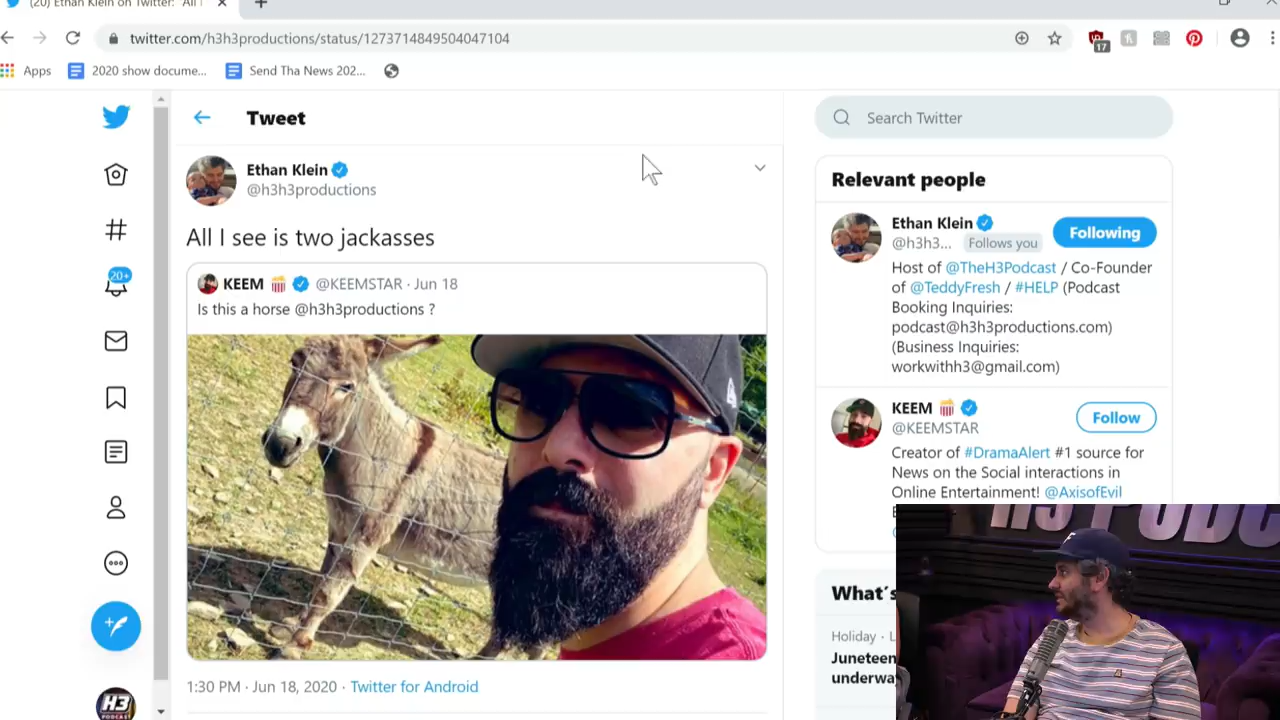 (20) Ethan Klein on Twitter: "All I
twitter.com/h3h3productions/status/1273714849504047104
17
Apps
2020 show docume...
Send Tha News 202...
Tweet
Search Twitter
Ethan Klein
@h3h3productions
All I see is two jackasses
KEEM @KEEMSTAR · Jun 18
Is this a horse @h3h3productions ?
1:30 PM · Jun 18, 2020 · Twitter for Android
20+
H3
PODCAST
Relevant people
Ethan Klein
Following
@h3h3... Follows you
Host of @TheH3Podcast / Co-Founder
of @TeddyFresh / #HELP (Podcast
Booking Inquiries:
podcast@h3h3productions.com)
(Business Inquiries:
workwithh3@gmail.com)
KEEM
Follow
@KEEMSTAR
Creator of #DramaAlert #1 source for
News on the Social interactions in
Online Entertainment! @AxisofEvil
What's
Holiday · L
Juneteen
underwa
H3 PODC